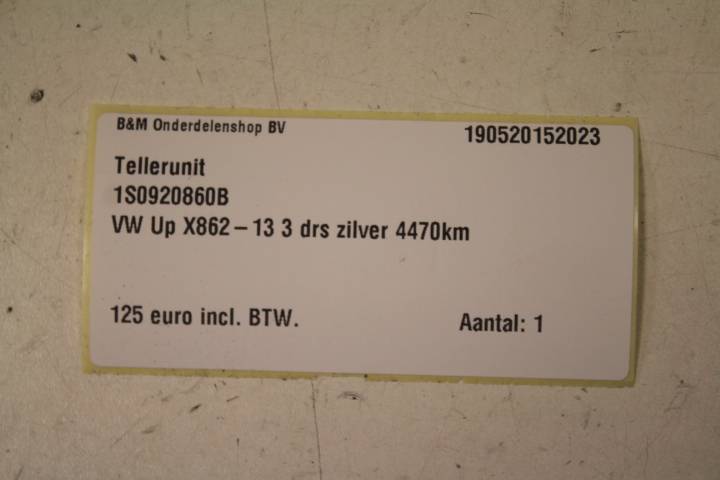 B&M Onderdelenshop BV 190520152023
Tellerunit
1S0920860B
VW Up X862-13 3 drs zilver 4470km
125 euro incl. BTW. Aantal: 1